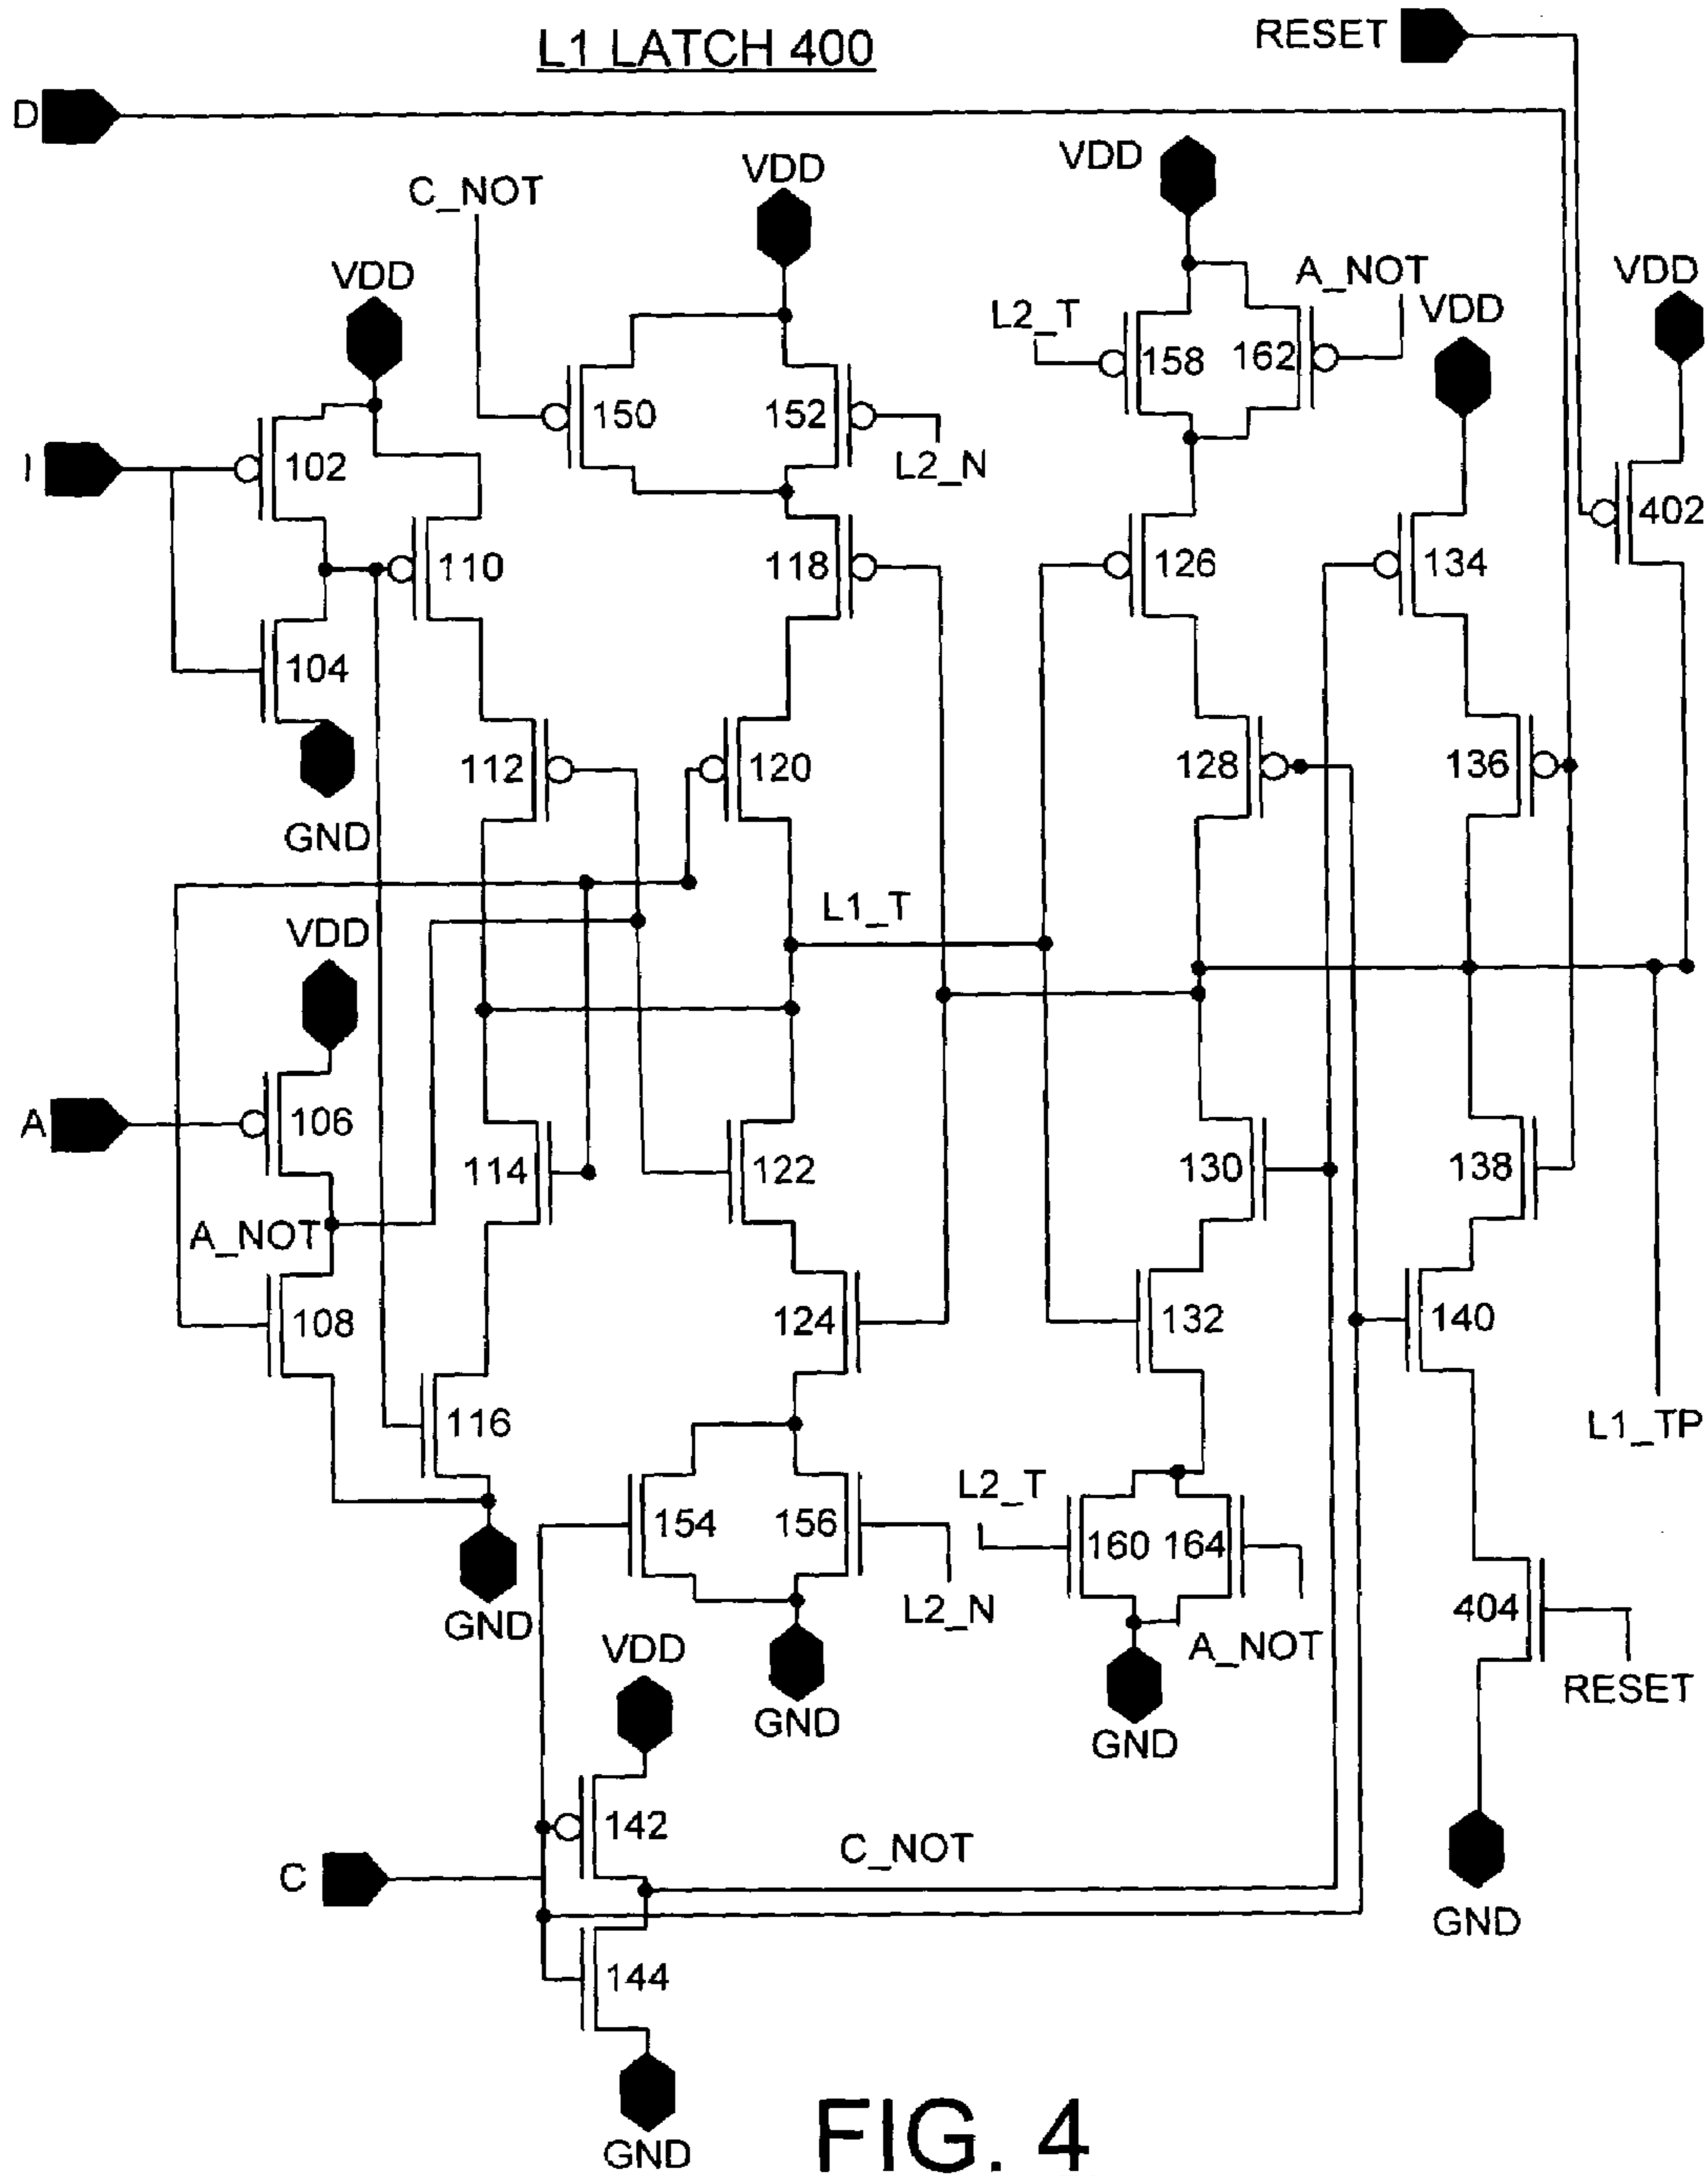 L1 LATCH 400
RESET
D
VDD
VDD
C_NOT
A_NOT
VDD
VDD
L2_T
VDD
158
162
I
102
150
152
L2_N
402
110
118
126
134
104
112
120
128
136
GND
L1_T
VDD
A
106
114
122
130
138
A_NOT
108
124
132
140
116
L1_TP
L2_T
154
156
160
164
GND
L2_N
404
VDD
A_NOT
RESET
GND
GND
142
C_NOT
C
GND
144
GND
FIG. 4